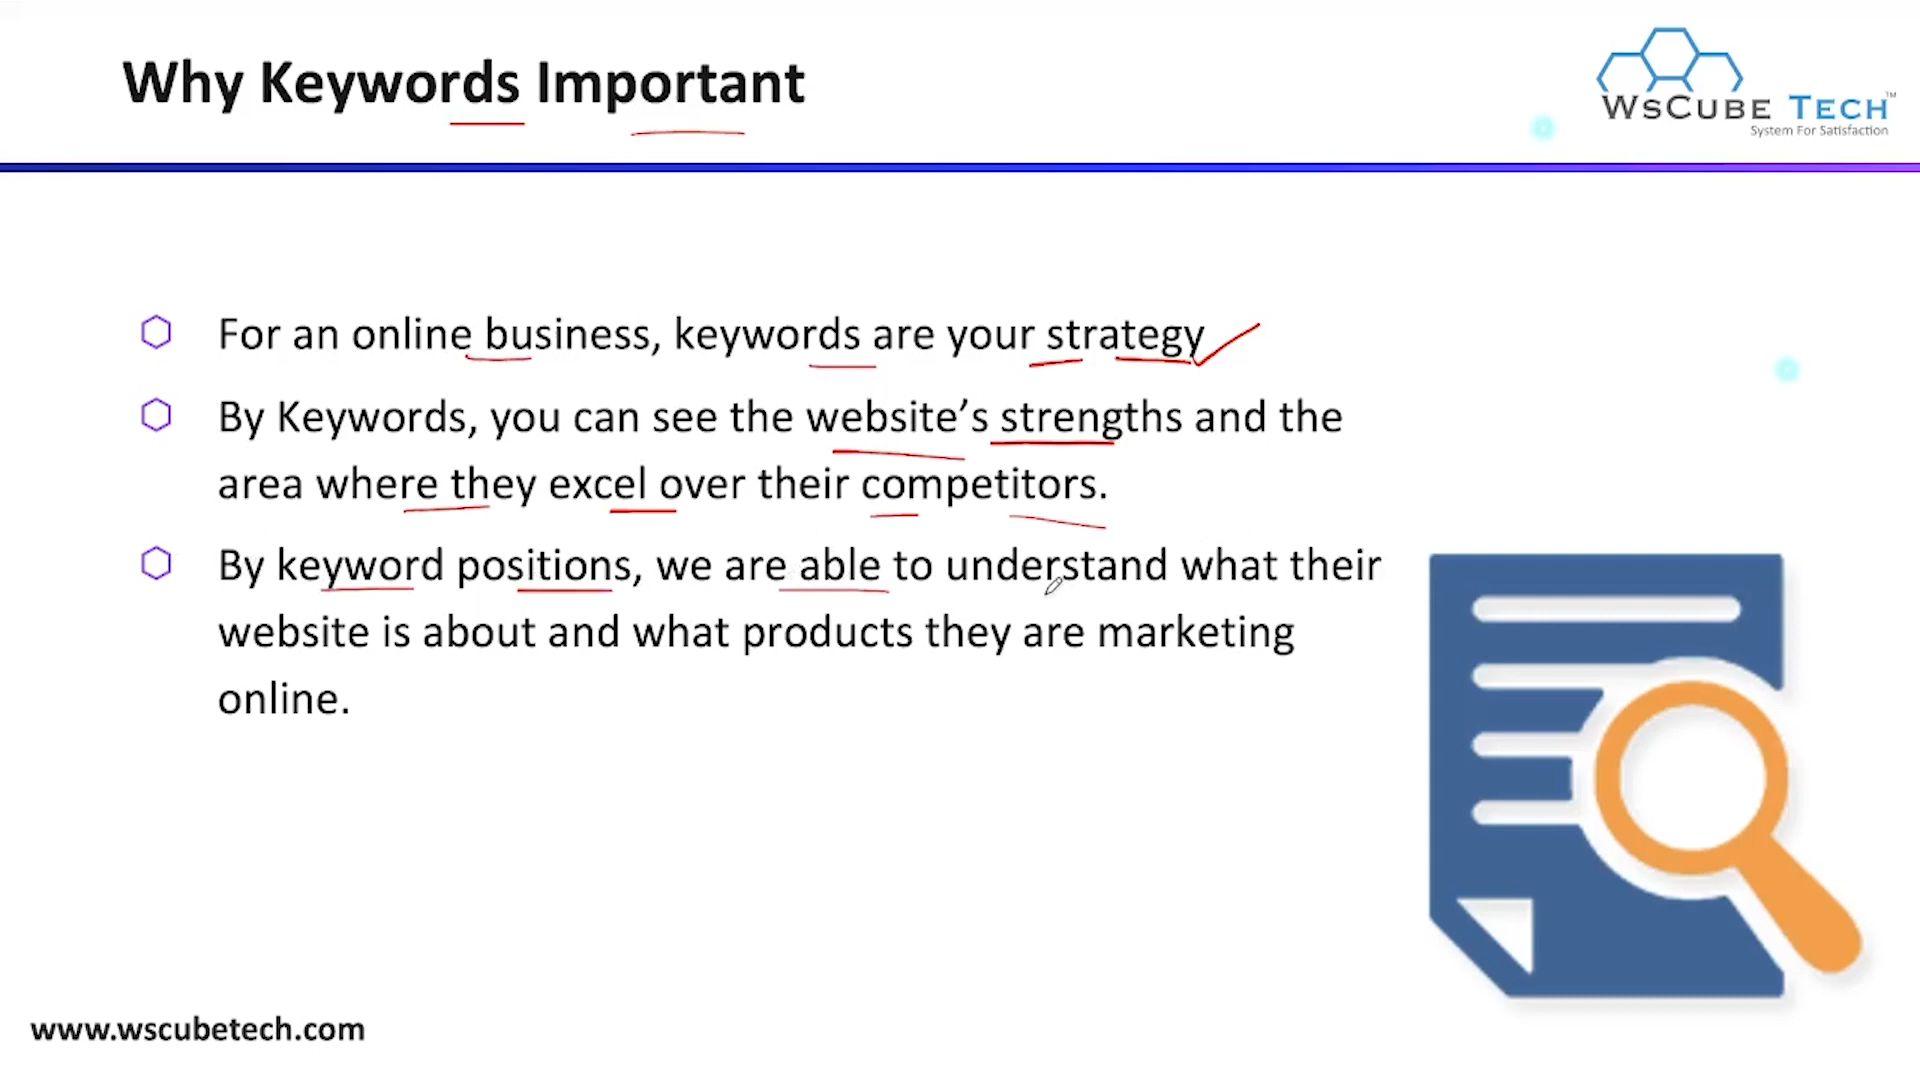 Why Keywords Important
WSCUBE TECH™
System For Satisfaction
For an online business, keywords are your strategy
By Keywords, you can see the website’s strengths and the
area where they excel over their competitors.
By keyword positions, we are able to understand what their
website is about and what products they are marketing
online.
www.wscubetech.com